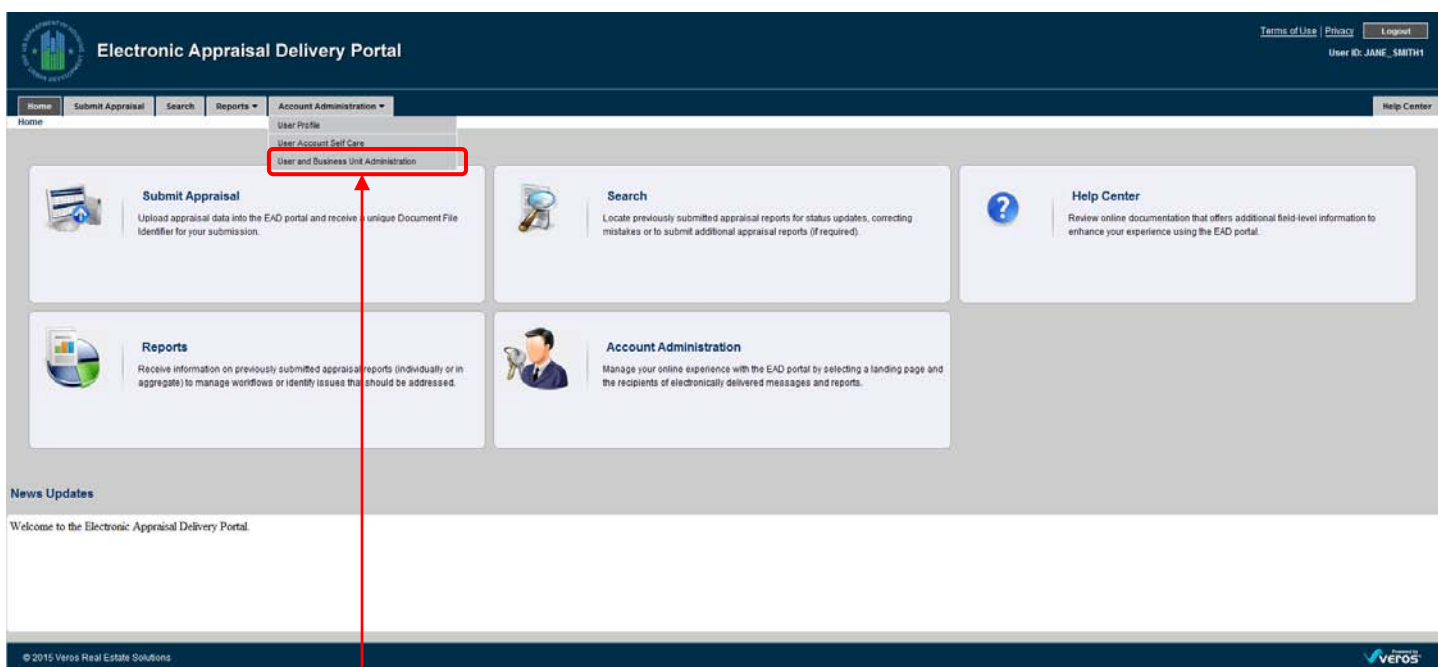 Terms of Use | Privacy Logout
Electronic Appraisal Delivery Portal
User ID: JANE_SMITH1
Home Submit Appraisal Search Reports Account Administration Help Center
Home
User Profile
User Account Self Care
User and Business Unit Administration
Submit Appraisal
Upload appraisal data into the EAD portal and receive a unique Document File
Identifier for your submission.
Search
Locate previously submitted appraisal reports for status updates, correcting
mistakes or to submit additional appraisal reports (if required).
Help Center
Review online documentation that offers additional field-level information to
enhance your experience using the EAD portal.
Reports
Receive information on previously submitted appraisal reports (individually or in
aggregate) to manage workflows or identify issues that should be addressed.
Account Administration
Manage your online experience with the EAD portal by selecting a landing page and
the recipients of electronically delivered messages and reports.
News Updates
Welcome to the Electronic Appraisal Delivery Portal.
© 2015 Veros Real Estate Solutions
Powered by
veros